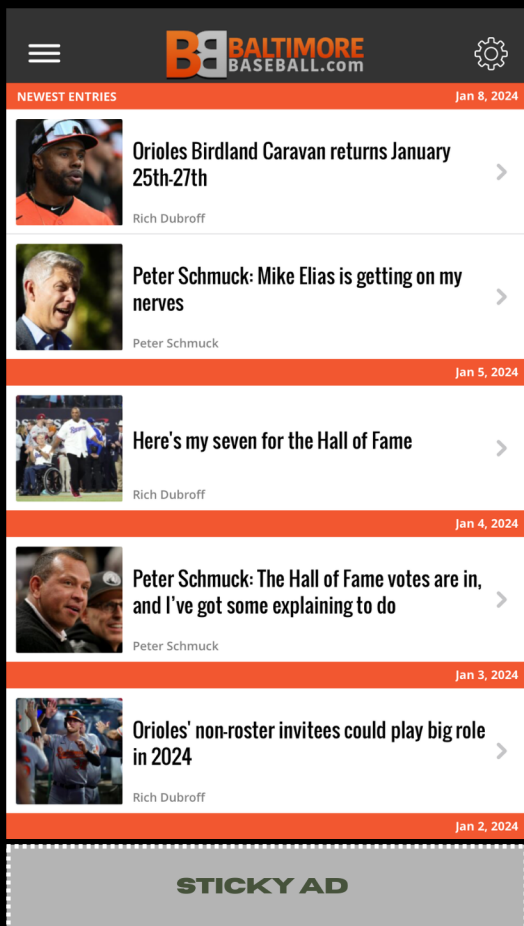 BB BALTIMORE
BASEBALL.com
NEWEST ENTRIES Jan 8, 2024
Orioles Birdland Caravan returns January
25th-27th
Rich Dubroff
Peter Schmuck: Mike Elias is getting on my
nerves
Peter Schmuck
Jan 5, 2024
Here's my seven for the Hall of Fame
Rich Dubroff
Jan 4, 2024
Peter Schmuck: The Hall of Fame votes are in,
and I’ve got some explaining to do
Peter Schmuck
Jan 3, 2024
Orioles' non-roster invitees could play big role
in 2024
Rich Dubroff
Jan 2, 2024
STICKY AD